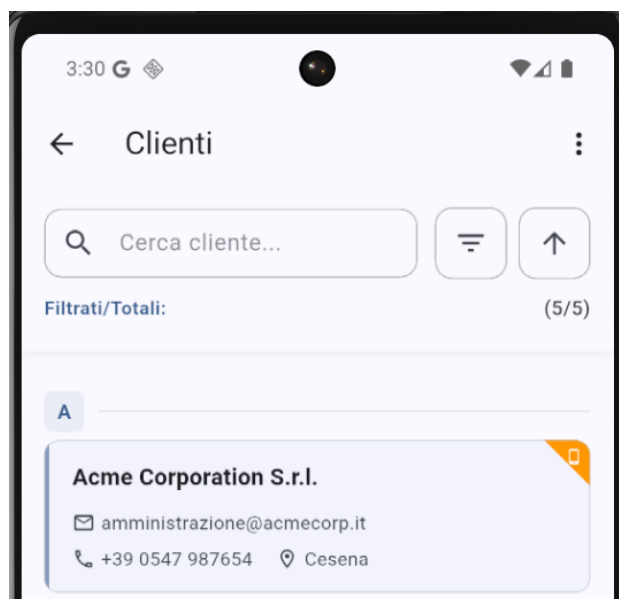 3:30 G
Clienti
Cerca cliente...
Filtrati/Totali: (5/5)
A
Acme Corporation S.r.l.
amministrazione@acmecorp.it
+39 0547 987654 Cesena